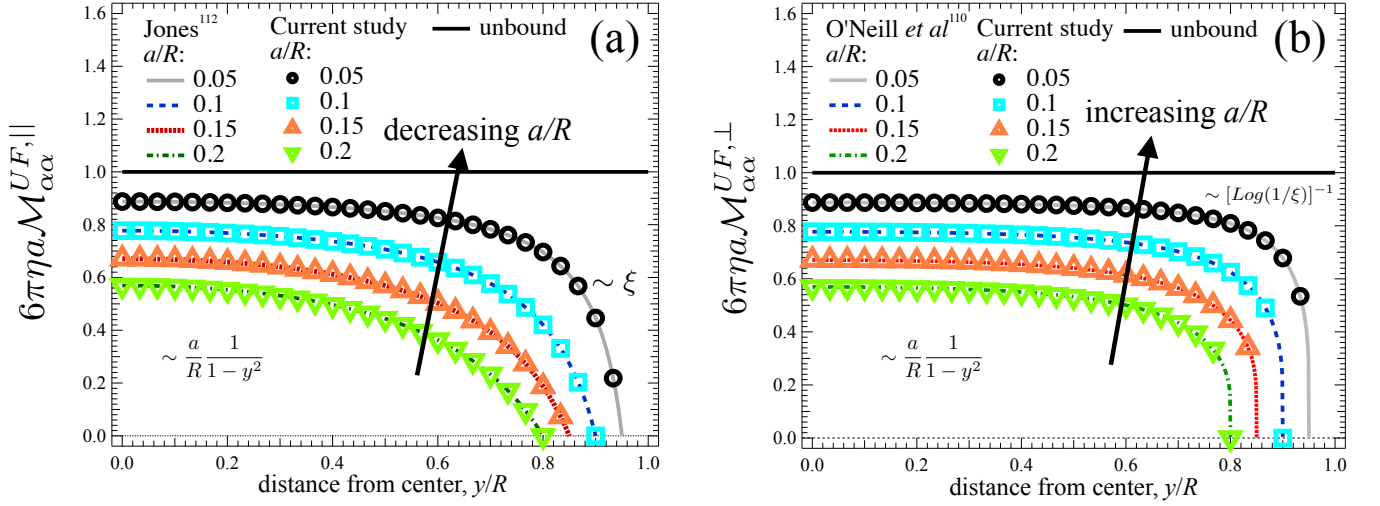 Jones¹¹² Current study unbound (a)
a/R: a/R:
0.05 0.05
0.1 0.1
0.15 0.15
0.2 0.2
decreasing a/R
~ ξ
~ a/R 1/(1 − y²)
6πηaM_{αα}^{UF,||}
1.6
1.4
1.2
1.0
0.8
0.6
0.4
0.2
0.0
0.0 0.2 0.4 0.6 0.8 1.0
distance from center, y/R
O'Neill et al¹¹⁰ Current study unbound (b)
a/R: a/R:
0.05 0.05
0.1 0.1
0.15 0.15
0.2 0.2
increasing a/R
~ [Log(1/ξ)]⁻¹
~ a/R 1/(1 − y²)
6πηaM_{αα}^{UF,⊥}
1.6
1.4
1.2
1.0
0.8
0.6
0.4
0.2
0.0
0.0 0.2 0.4 0.6 0.8 1.0
distance from center, y/R